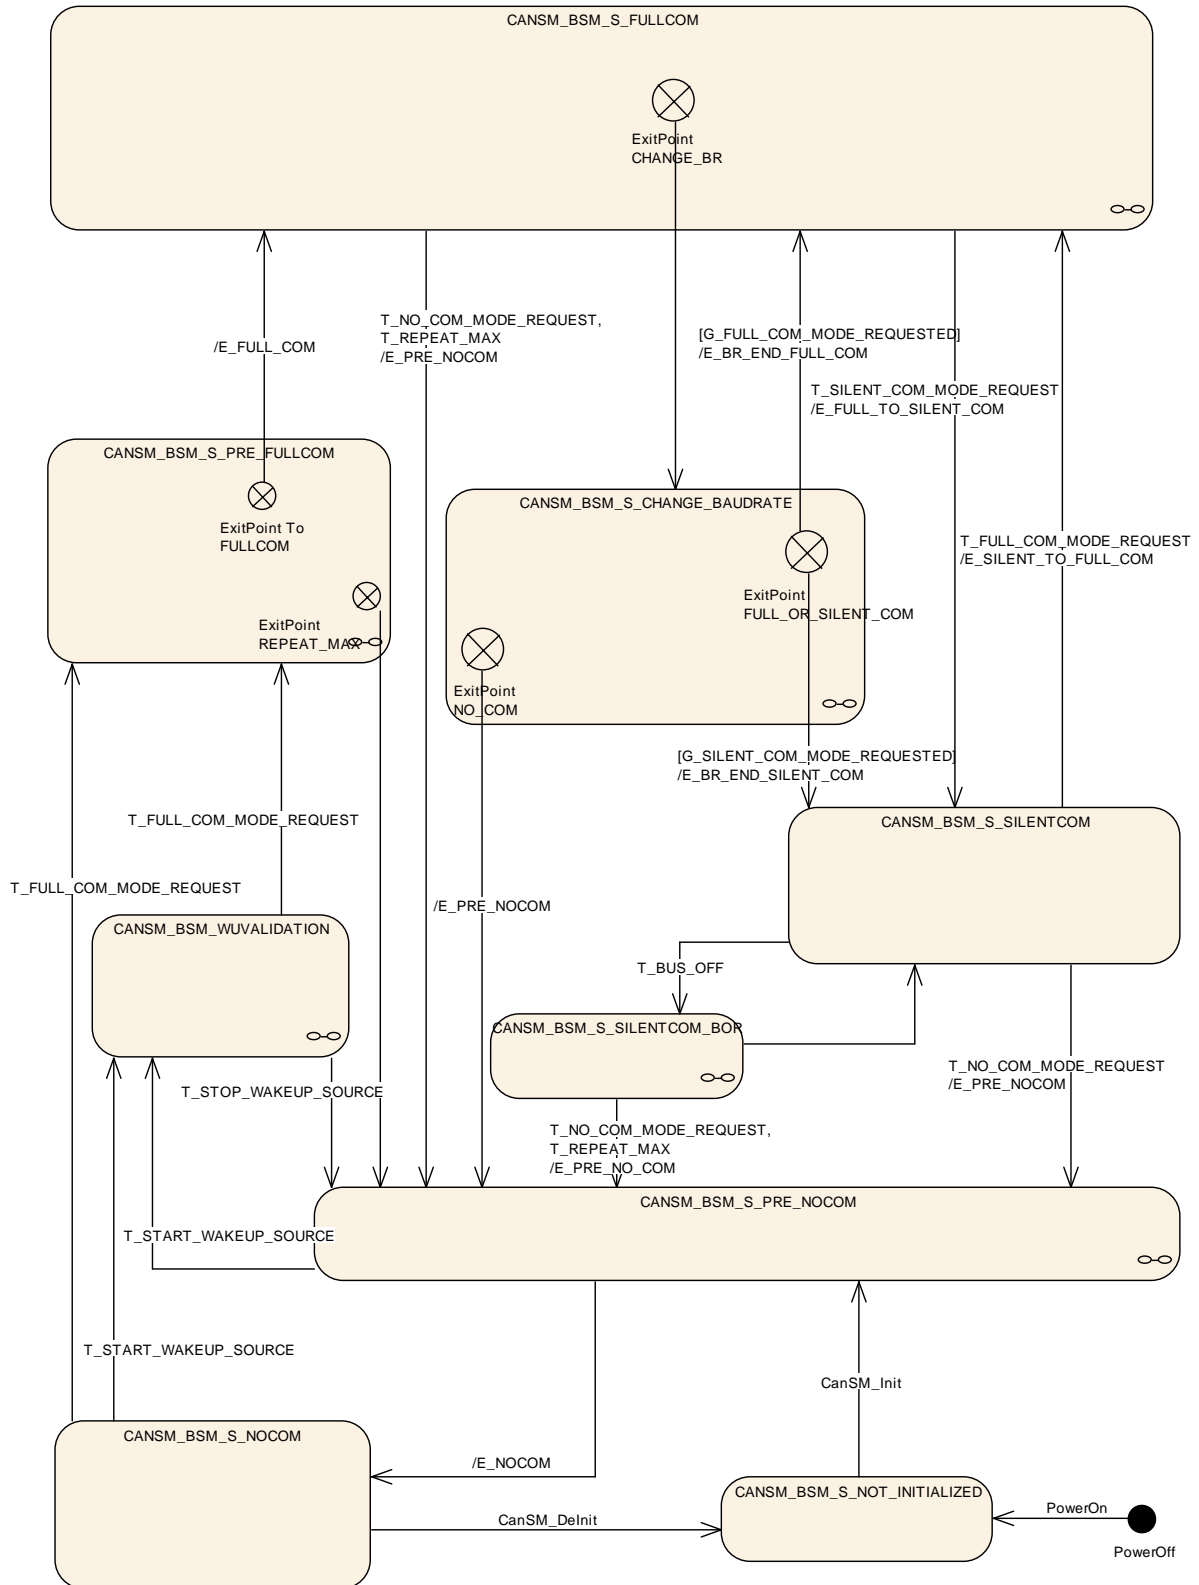 CANSM_BSM_S_FULLCOM
ExitPoint
CHANGE_BR
T_NO_COM_MODE_REQUEST,
T_REPEAT_MAX
/E_PRE_NOCOM
/E_FULL_COM
[G_FULL_COM_MODE_REQUESTED]
/E_BR_END_FULL_COM
T_SILENT_COM_MODE_REQUEST
/E_FULL_TO_SILENT_COM
CANSM_BSM_S_PRE_FULLCOM
ExitPoint To
FULLCOM
ExitPoint
REPEAT_MAX
CANSM_BSM_S_CHANGE_BAUDRATE
ExitPoint
FULL_OR_SILENT_COM
ExitPoint
NO_COM
T_FULL_COM_MODE_REQUEST
/E_SILENT_TO_FULL_COM
[G_SILENT_COM_MODE_REQUESTED]
/E_BR_END_SILENT_COM
T_FULL_COM_MODE_REQUEST
CANSM_BSM_S_SILENTCOM
T_FULL_COM_MODE_REQUEST
/E_PRE_NOCOM
CANSM_BSM_WUVALIDATION
T_BUS_OFF
CANSM_BSM_S_SILENTCOM_BOR
T_NO_COM_MODE_REQUEST
/E_PRE_NOCOM
T_STOP_WAKEUP_SOURCE
T_NO_COM_MODE_REQUEST,
T_REPEAT_MAX
/E_PRE_NO_COM
CANSM_BSM_S_PRE_NOCOM
T_START_WAKEUP_SOURCE
T_START_WAKEUP_SOURCE
CanSM_Init
CANSM_BSM_S_NOCOM
/E_NOCOM
CANSM_BSM_S_NOT_INITIALIZED
CanSM_DeInit
PowerOn
PowerOff